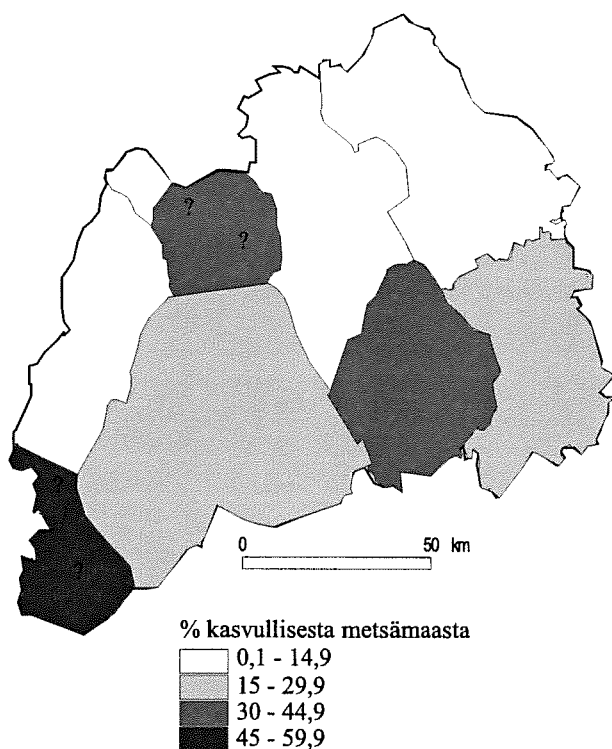 ?
?
?
?
0 50 km
% kasvullisesta metsämaasta
0,1 - 14,9
15 - 29,9
30 - 44,9
45 - 59,9